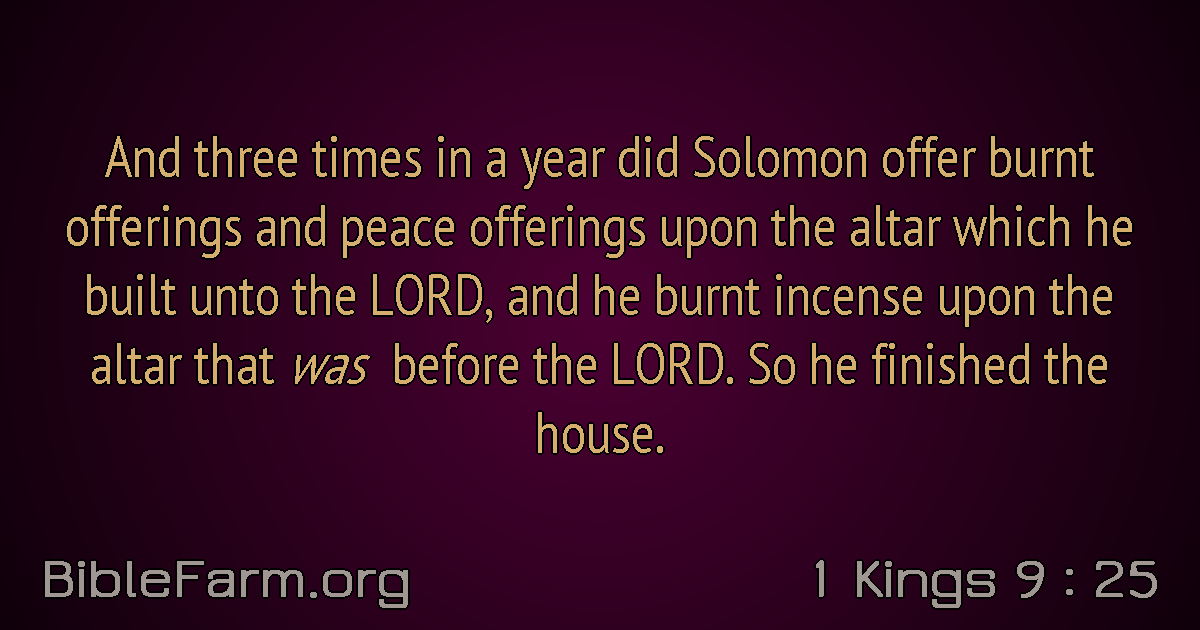 And three times in a year did Solomon offer burnt
offerings and peace offerings upon the altar which he
built unto the LORD, and he burnt incense upon the
altar that was before the LORD. So he finished the
house.
BibleFarm.org
1 Kings 9 : 25